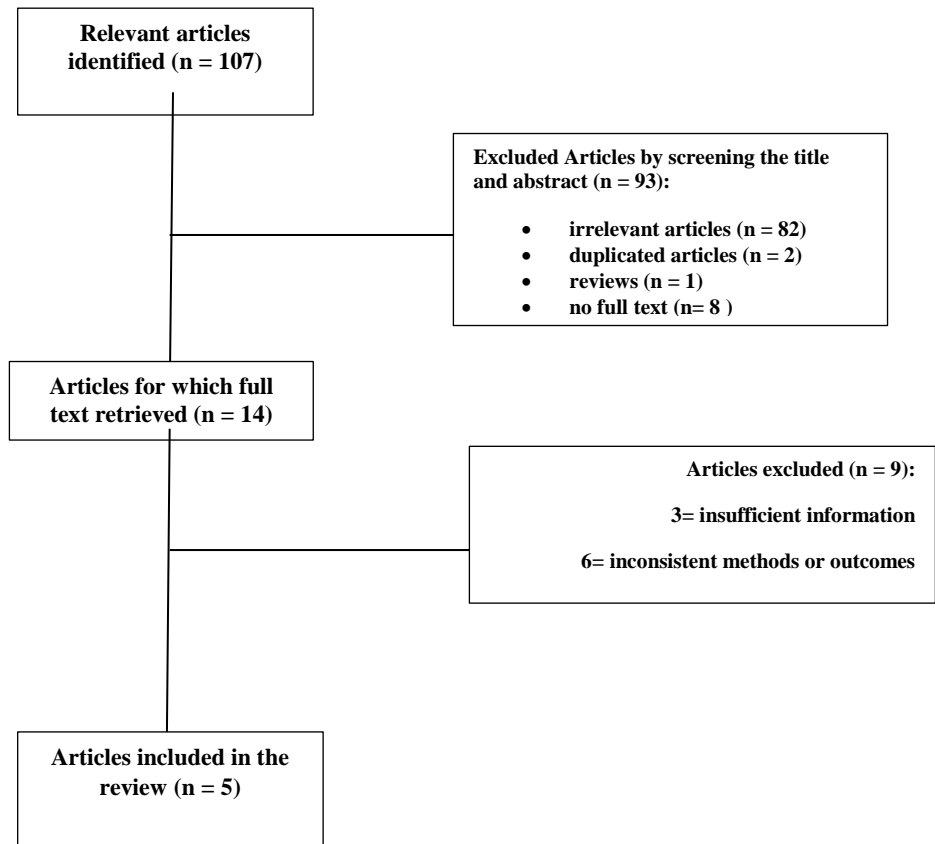 Relevant articles
identified (n = 107)
Excluded Articles by screening the title
and abstract (n = 93):
• irrelevant articles (n = 82)
• duplicated articles (n = 2)
• reviews (n = 1)
• no full text (n= 8 )
Articles for which full
text retrieved (n = 14)
Articles excluded (n = 9):
3= insufficient information
6= inconsistent methods or outcomes
Articles included in the
review (n = 5)